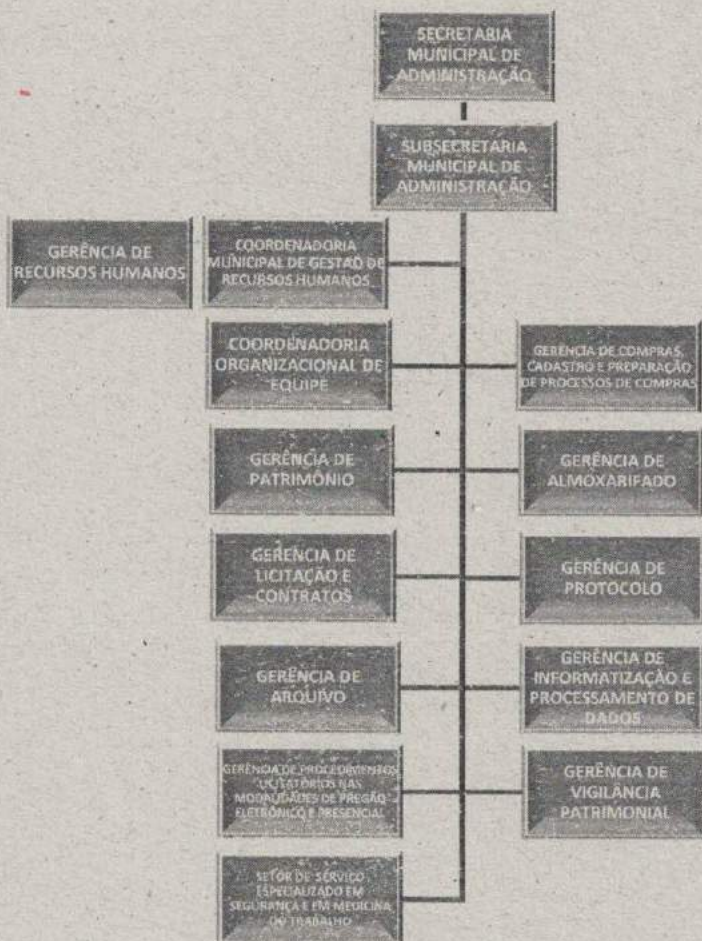 SECRETARIA
MUNICIPAL DE
ADMINISTRAÇÃO
SUBSECRETARIA
MUNICIPAL DE
ADMINISTRAÇÃO
GERÊNCIA DE
RECURSOS HUMANOS
COORDENADORIA
MUNICIPAL DE GESTÃO DE
RECURSOS HUMANOS
COORDENADORIA
ORGANIZACIONAL DE
EQUIPE
GERÊNCIA DE COMPRAS,
CADASTRO E PREPARAÇÃO
DE PROCESSOS DE COMPRAS
GERÊNCIA DE
PATRIMÔNIO
GERÊNCIA DE
ALMOXARIFADO
GERÊNCIA DE
LICITAÇÃO E
CONTRATOS
GERÊNCIA DE
PROTOCOLO
GERÊNCIA DE
ARQUIVO
GERÊNCIA DE
INFORMATIZAÇÃO E
PROCESSAMENTO DE
DADOS
GERÊNCIA DE PROCEDIMENTOS
LICITATÓRIOS NAS
MODALIDADES DE PREGÃO
ELETRÔNICO E PRESENCIAL
GERÊNCIA DE
VIGILÂNCIA
PATRIMONIAL
SETOR DE SERVIÇO
ESPECIALIZADO EM
SEGURANÇA E EM MEDICINA
DO TRABALHO